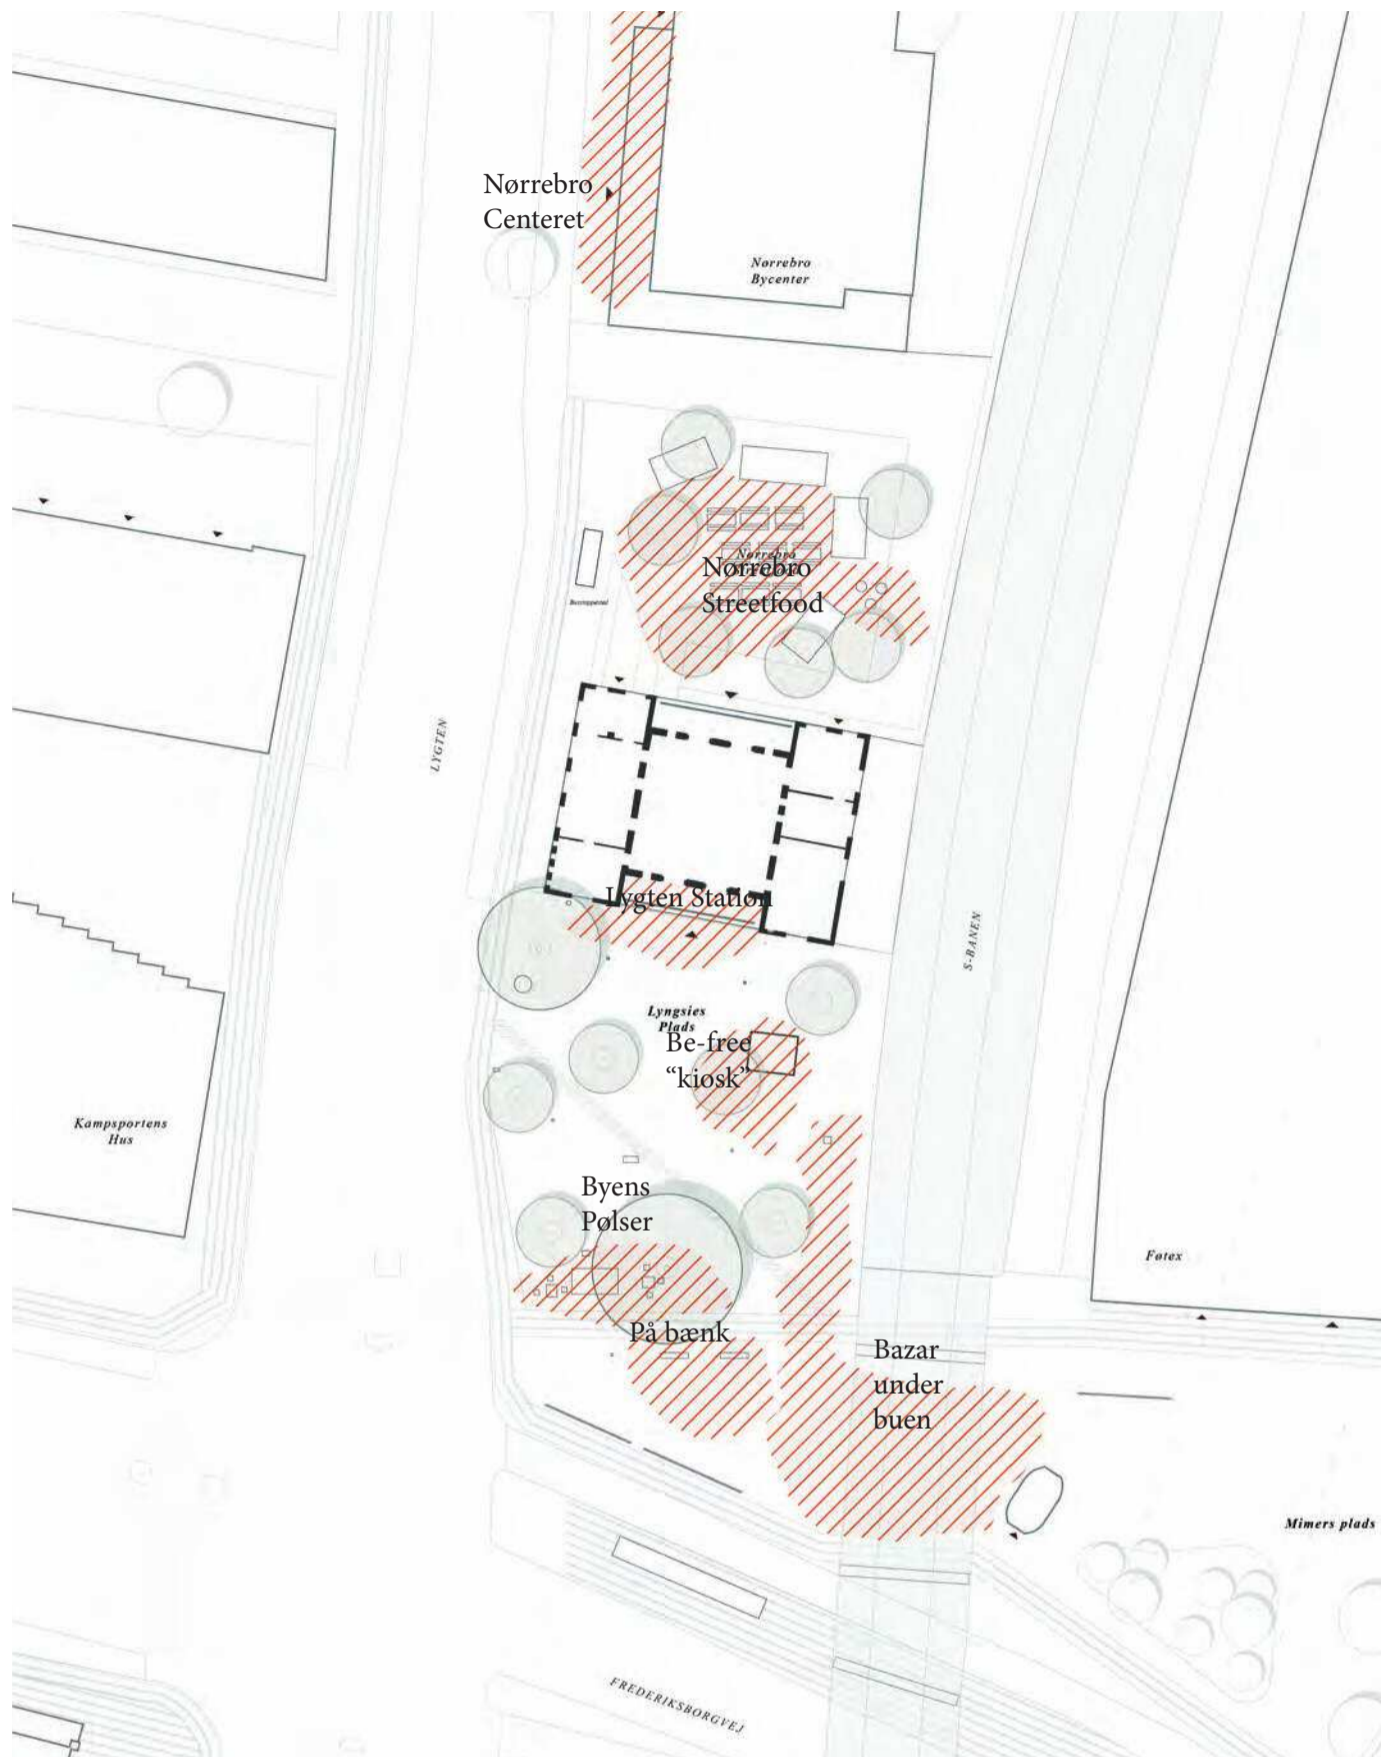 Nørrebro
Centeret
Nørrebro
Bycenter
Nørrebro
Nørrebro
Streetfood
LYGTEN
Lygten Station
S-BANEN
Lyngsies
Plads
Be-free
“kiosk”
Kampsportens
Hus
Byens
Pølser
Føtex
På bænk
Bazar
under
buen
Mimers plads
FREDERIKSBORGVEJ